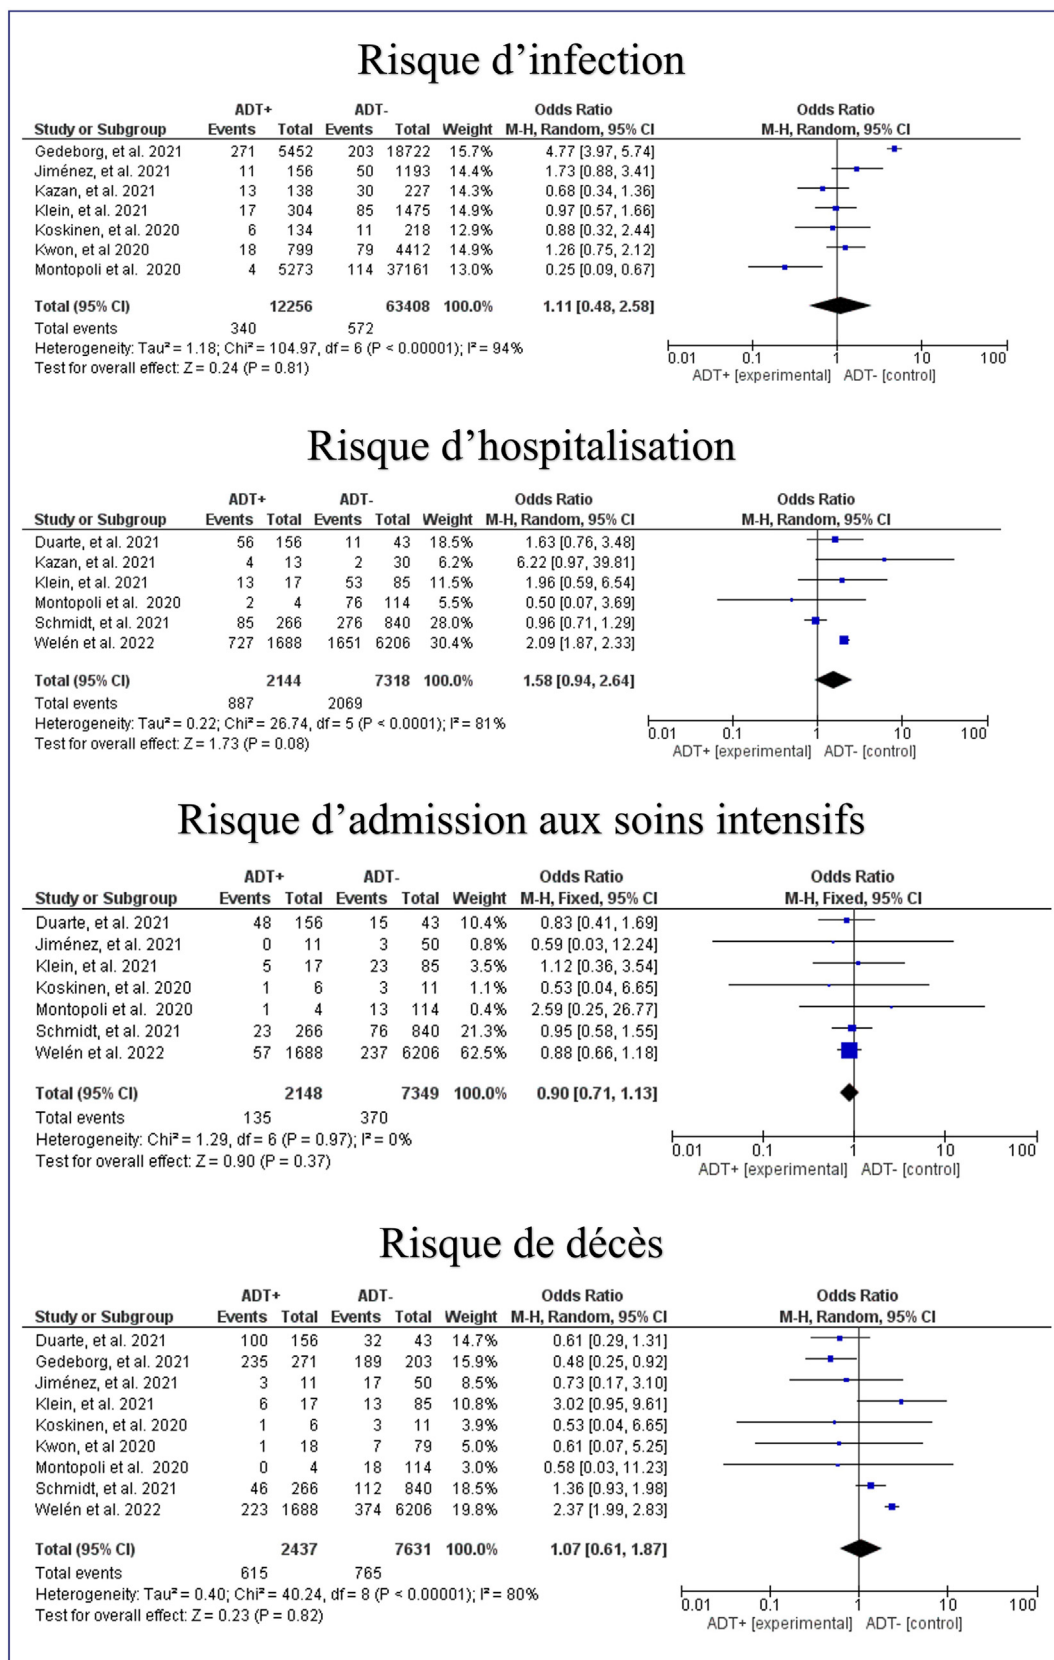 Risque d’infection
ADT+ ADT- Odds Ratio Odds Ratio
Study or Subgroup Events Total Events Total Weight M-H, Random, 95% CI M-H, Random, 95% CI
Gedeborg, et al. 2021 271 5452 203 18722 15.7% 4.77 [3.97, 5.74]
Jiménez, et al. 2021 11 156 50 1193 14.4% 1.73 [0.88, 3.41]
Kazan, et al. 2021 13 138 30 227 14.3% 0.68 [0.34, 1.36]
Klein, et al. 2021 17 304 85 1475 14.9% 0.97 [0.57, 1.66]
Koskinen, et al. 2020 6 134 11 218 12.9% 0.88 [0.32, 2.44]
Kwon, et al 2020 18 799 79 4412 14.9% 1.26 [0.75, 2.12]
Montopoli et al. 2020 4 5273 114 37161 13.0% 0.25 [0.09, 0.67]
Total (95% CI) 12256 63408 100.0% 1.11 [0.48, 2.58]
Total events 340 572
Heterogeneity: Tau² = 1.18; Chi² = 104.97, df = 6 (P < 0.00001); I² = 94%
Test for overall effect: Z = 0.24 (P = 0.81)
0.01 0.1 1 10 100
ADT+ [experimental] ADT- [control]
Risque d’hospitalisation
ADT+ ADT- Odds Ratio Odds Ratio
Study or Subgroup Events Total Events Total Weight M-H, Random, 95% CI M-H, Random, 95% CI
Duarte, et al. 2021 56 156 11 43 18.5% 1.63 [0.76, 3.48]
Kazan, et al. 2021 4 13 2 30 6.2% 6.22 [0.97, 39.81]
Klein, et al. 2021 13 17 53 85 11.5% 1.96 [0.59, 6.54]
Montopoli et al. 2020 2 4 76 114 5.5% 0.50 [0.07, 3.69]
Schmidt, et al. 2021 85 266 276 840 28.0% 0.96 [0.71, 1.29]
Welén et al. 2022 727 1688 1651 6206 30.4% 2.09 [1.87, 2.33]
Total (95% CI) 2144 7318 100.0% 1.58 [0.94, 2.64]
Total events 887 2069
Heterogeneity: Tau² = 0.22; Chi² = 26.74, df = 5 (P < 0.0001); I² = 81%
Test for overall effect: Z = 1.73 (P = 0.08)
0.01 0.1 1 10 100
ADT+ [experimental] ADT- [control]
Risque d’admission aux soins intensifs
ADT+ ADT- Odds Ratio Odds Ratio
Study or Subgroup Events Total Events Total Weight M-H, Fixed, 95% CI M-H, Fixed, 95% CI
Duarte, et al. 2021 48 156 15 43 10.4% 0.83 [0.41, 1.69]
Jiménez, et al. 2021 0 11 3 50 0.8% 0.59 [0.03, 12.24]
Klein, et al. 2021 5 17 23 85 3.5% 1.12 [0.36, 3.54]
Koskinen, et al. 2020 1 6 3 11 1.1% 0.53 [0.04, 6.65]
Montopoli et al. 2020 1 4 13 114 0.4% 2.59 [0.25, 26.77]
Schmidt, et al. 2021 23 266 76 840 21.3% 0.95 [0.58, 1.55]
Welén et al. 2022 57 1688 237 6206 62.5% 0.88 [0.66, 1.18]
Total (95% CI) 2148 7349 100.0% 0.90 [0.71, 1.13]
Total events 135 370
Heterogeneity: Chi² = 1.29, df = 6 (P = 0.97); I² = 0%
Test for overall effect: Z = 0.90 (P = 0.37)
0.01 0.1 1 10 100
ADT+ [experimental] ADT- [control]
Risque de décès
ADT+ ADT- Odds Ratio Odds Ratio
Study or Subgroup Events Total Events Total Weight M-H, Random, 95% CI M-H, Random, 95% CI
Duarte, et al. 2021 100 156 32 43 14.7% 0.61 [0.29, 1.31]
Gedeborg, et al. 2021 235 271 189 203 15.9% 0.48 [0.25, 0.92]
Jiménez, et al. 2021 3 11 17 50 8.5% 0.73 [0.17, 3.10]
Klein, et al. 2021 6 17 13 85 10.8% 3.02 [0.95, 9.61]
Koskinen, et al. 2020 1 6 3 11 3.9% 0.53 [0.04, 6.65]
Kwon, et al 2020 1 18 7 79 5.0% 0.61 [0.07, 5.25]
Montopoli et al. 2020 0 4 18 114 3.0% 0.58 [0.03, 11.23]
Schmidt, et al. 2021 46 266 112 840 18.5% 1.36 [0.93, 1.98]
Welén et al. 2022 223 1688 374 6206 19.8% 2.37 [1.99, 2.83]
Total (95% CI) 2437 7631 100.0% 1.07 [0.61, 1.87]
Total events 615 765
Heterogeneity: Tau² = 0.40; Chi² = 40.24, df = 8 (P < 0.00001); I² = 80%
Test for overall effect: Z = 0.23 (P = 0.82)
0.01 0.1 1 10 100
ADT+ [experimental] ADT- [control]